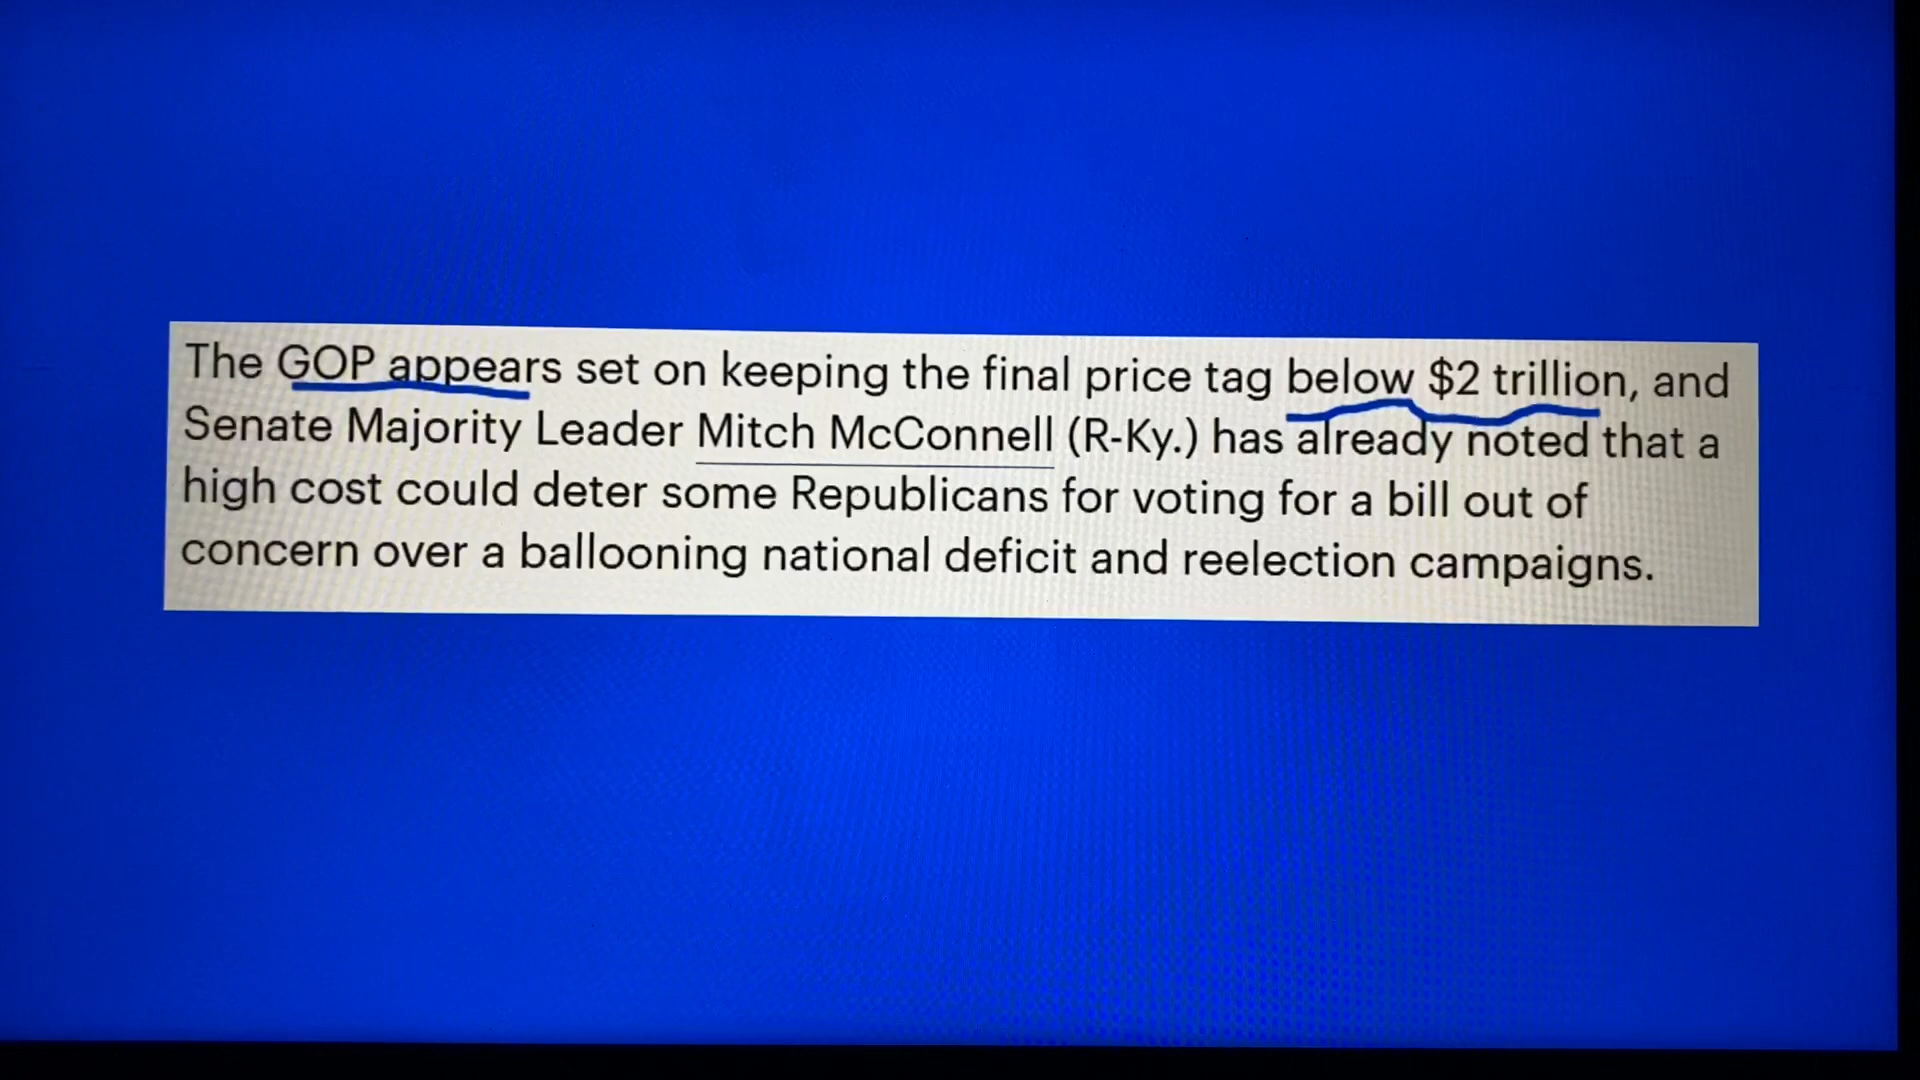 The GOP appears set on keeping the final price tag below $2 trillion, and
Senate Majority Leader Mitch McConnell (R-Ky.) has already noted that a
high cost could deter some Republicans for voting for a bill out of
concern over a ballooning national deficit and reelection campaigns.